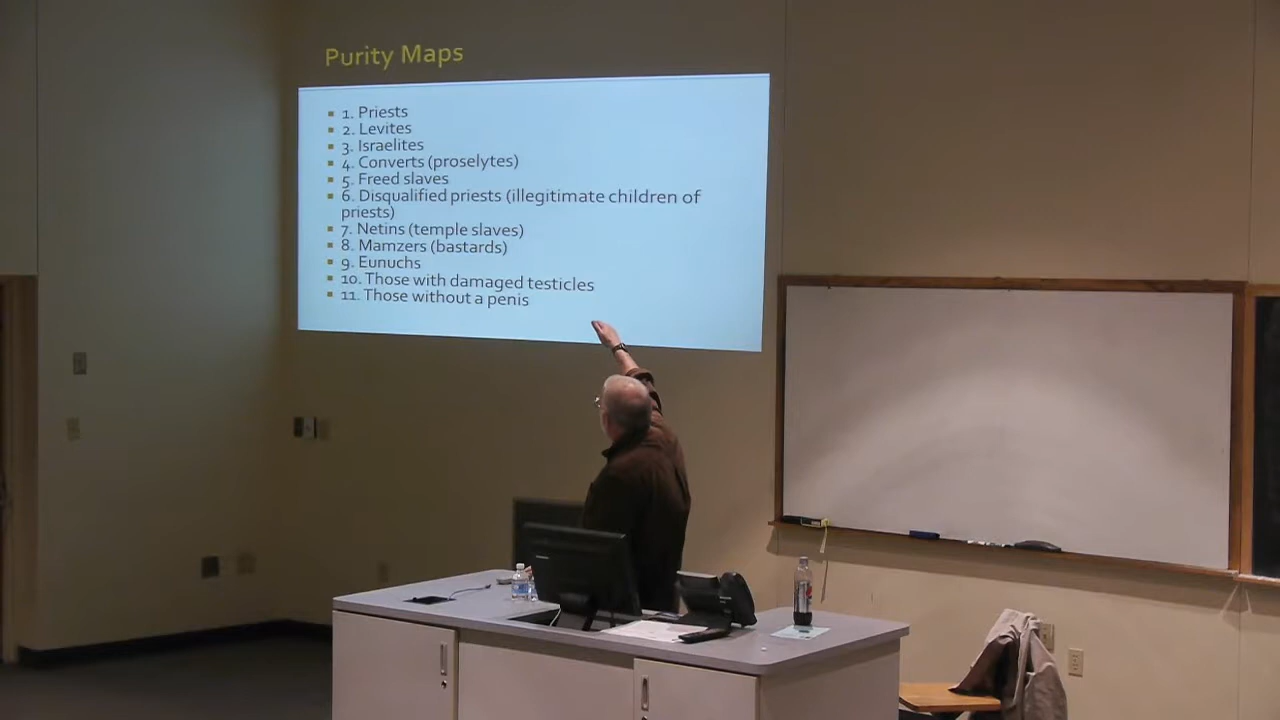 Purity Maps
1. Priests
2. Levites
3. Israelites
4. Converts (proselytes)
5. Freed slaves
6. Disqualified priests (illegitimate children of
priests)
7. Netins (temple slaves)
8. Mamzers (bastards)
9. Eunuchs
10. Those with damaged testicles
11. Those without a penis